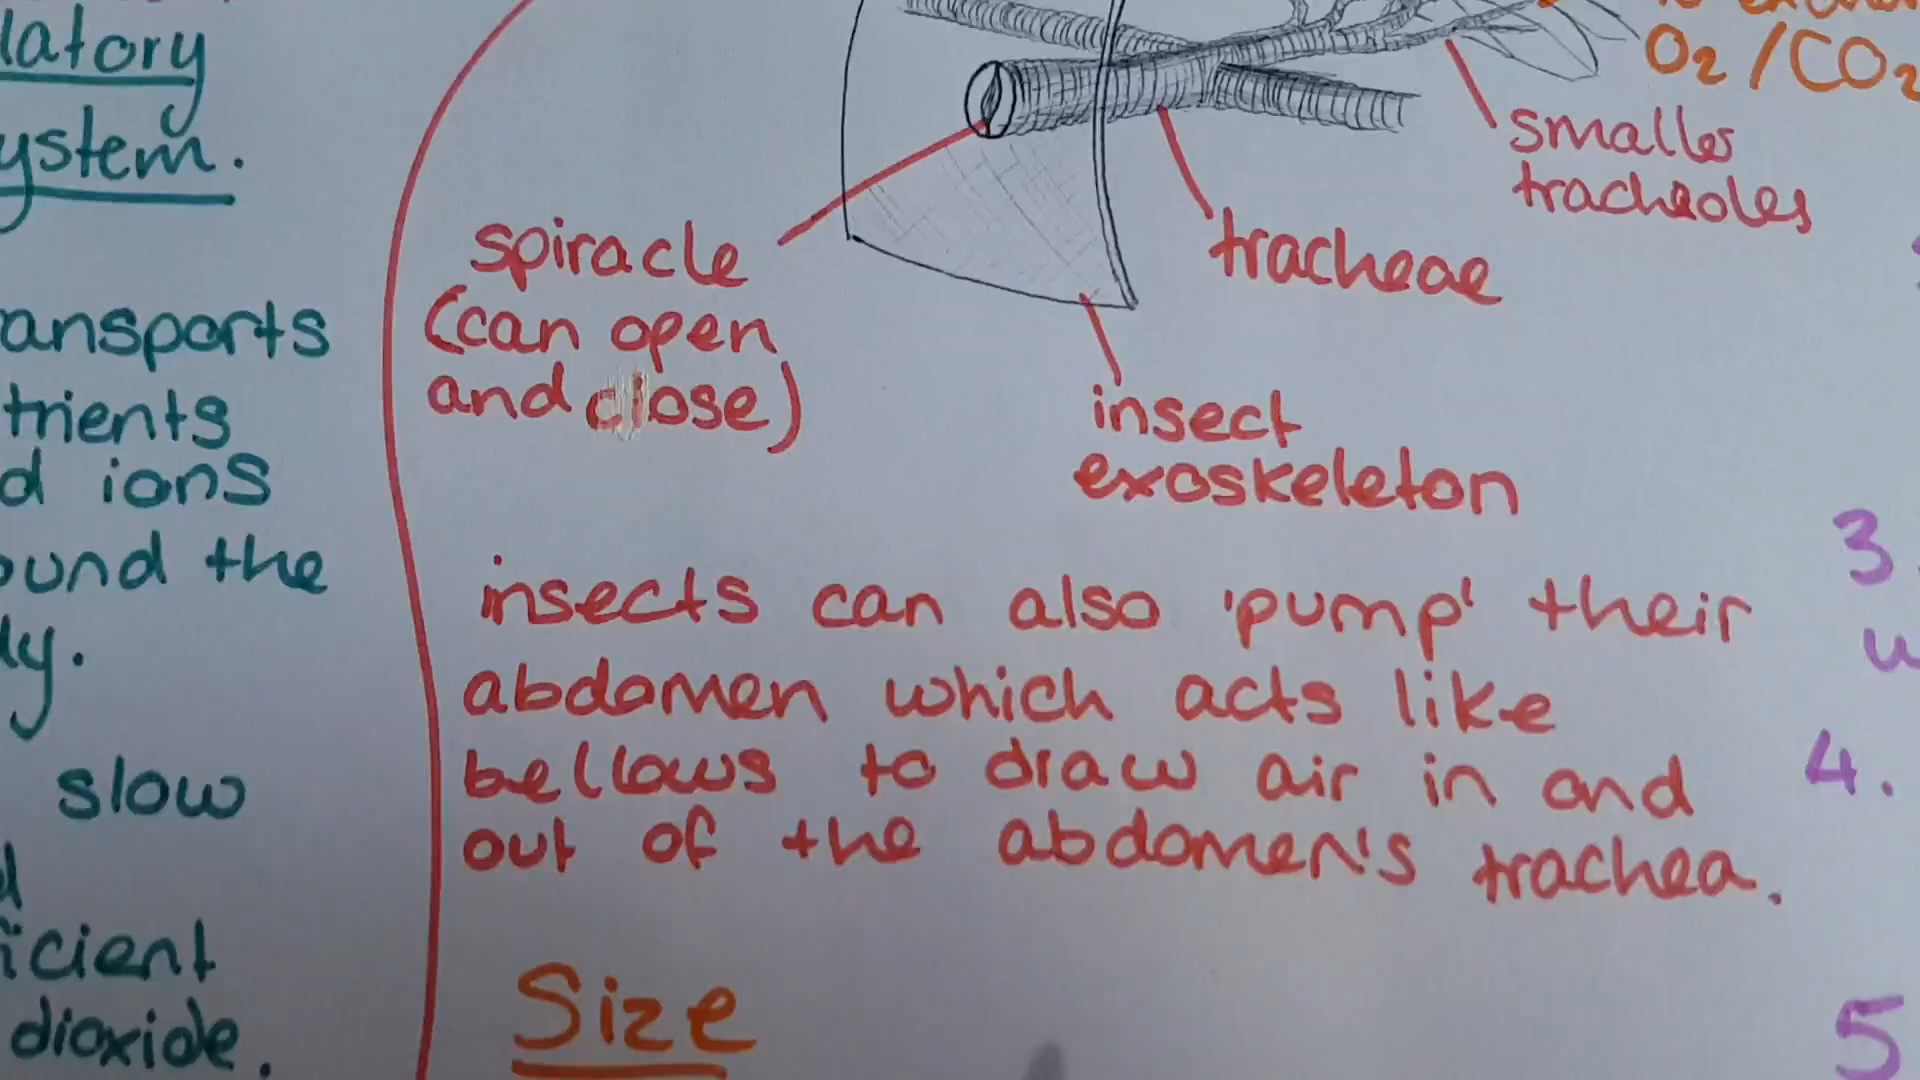 latory
ystem.
ansports
trients
d ions
ound the
ly.
slow
d
icient
dioxide.
O2/CO2
smaller
tracheoles
tracheae
spiracle
(can open
and close)
insect
exoskeleton
insects can also 'pump' their
abdomen which acts like
bellows to draw air in and
out of the abdomen's trachea.
Size
3.
4.
5